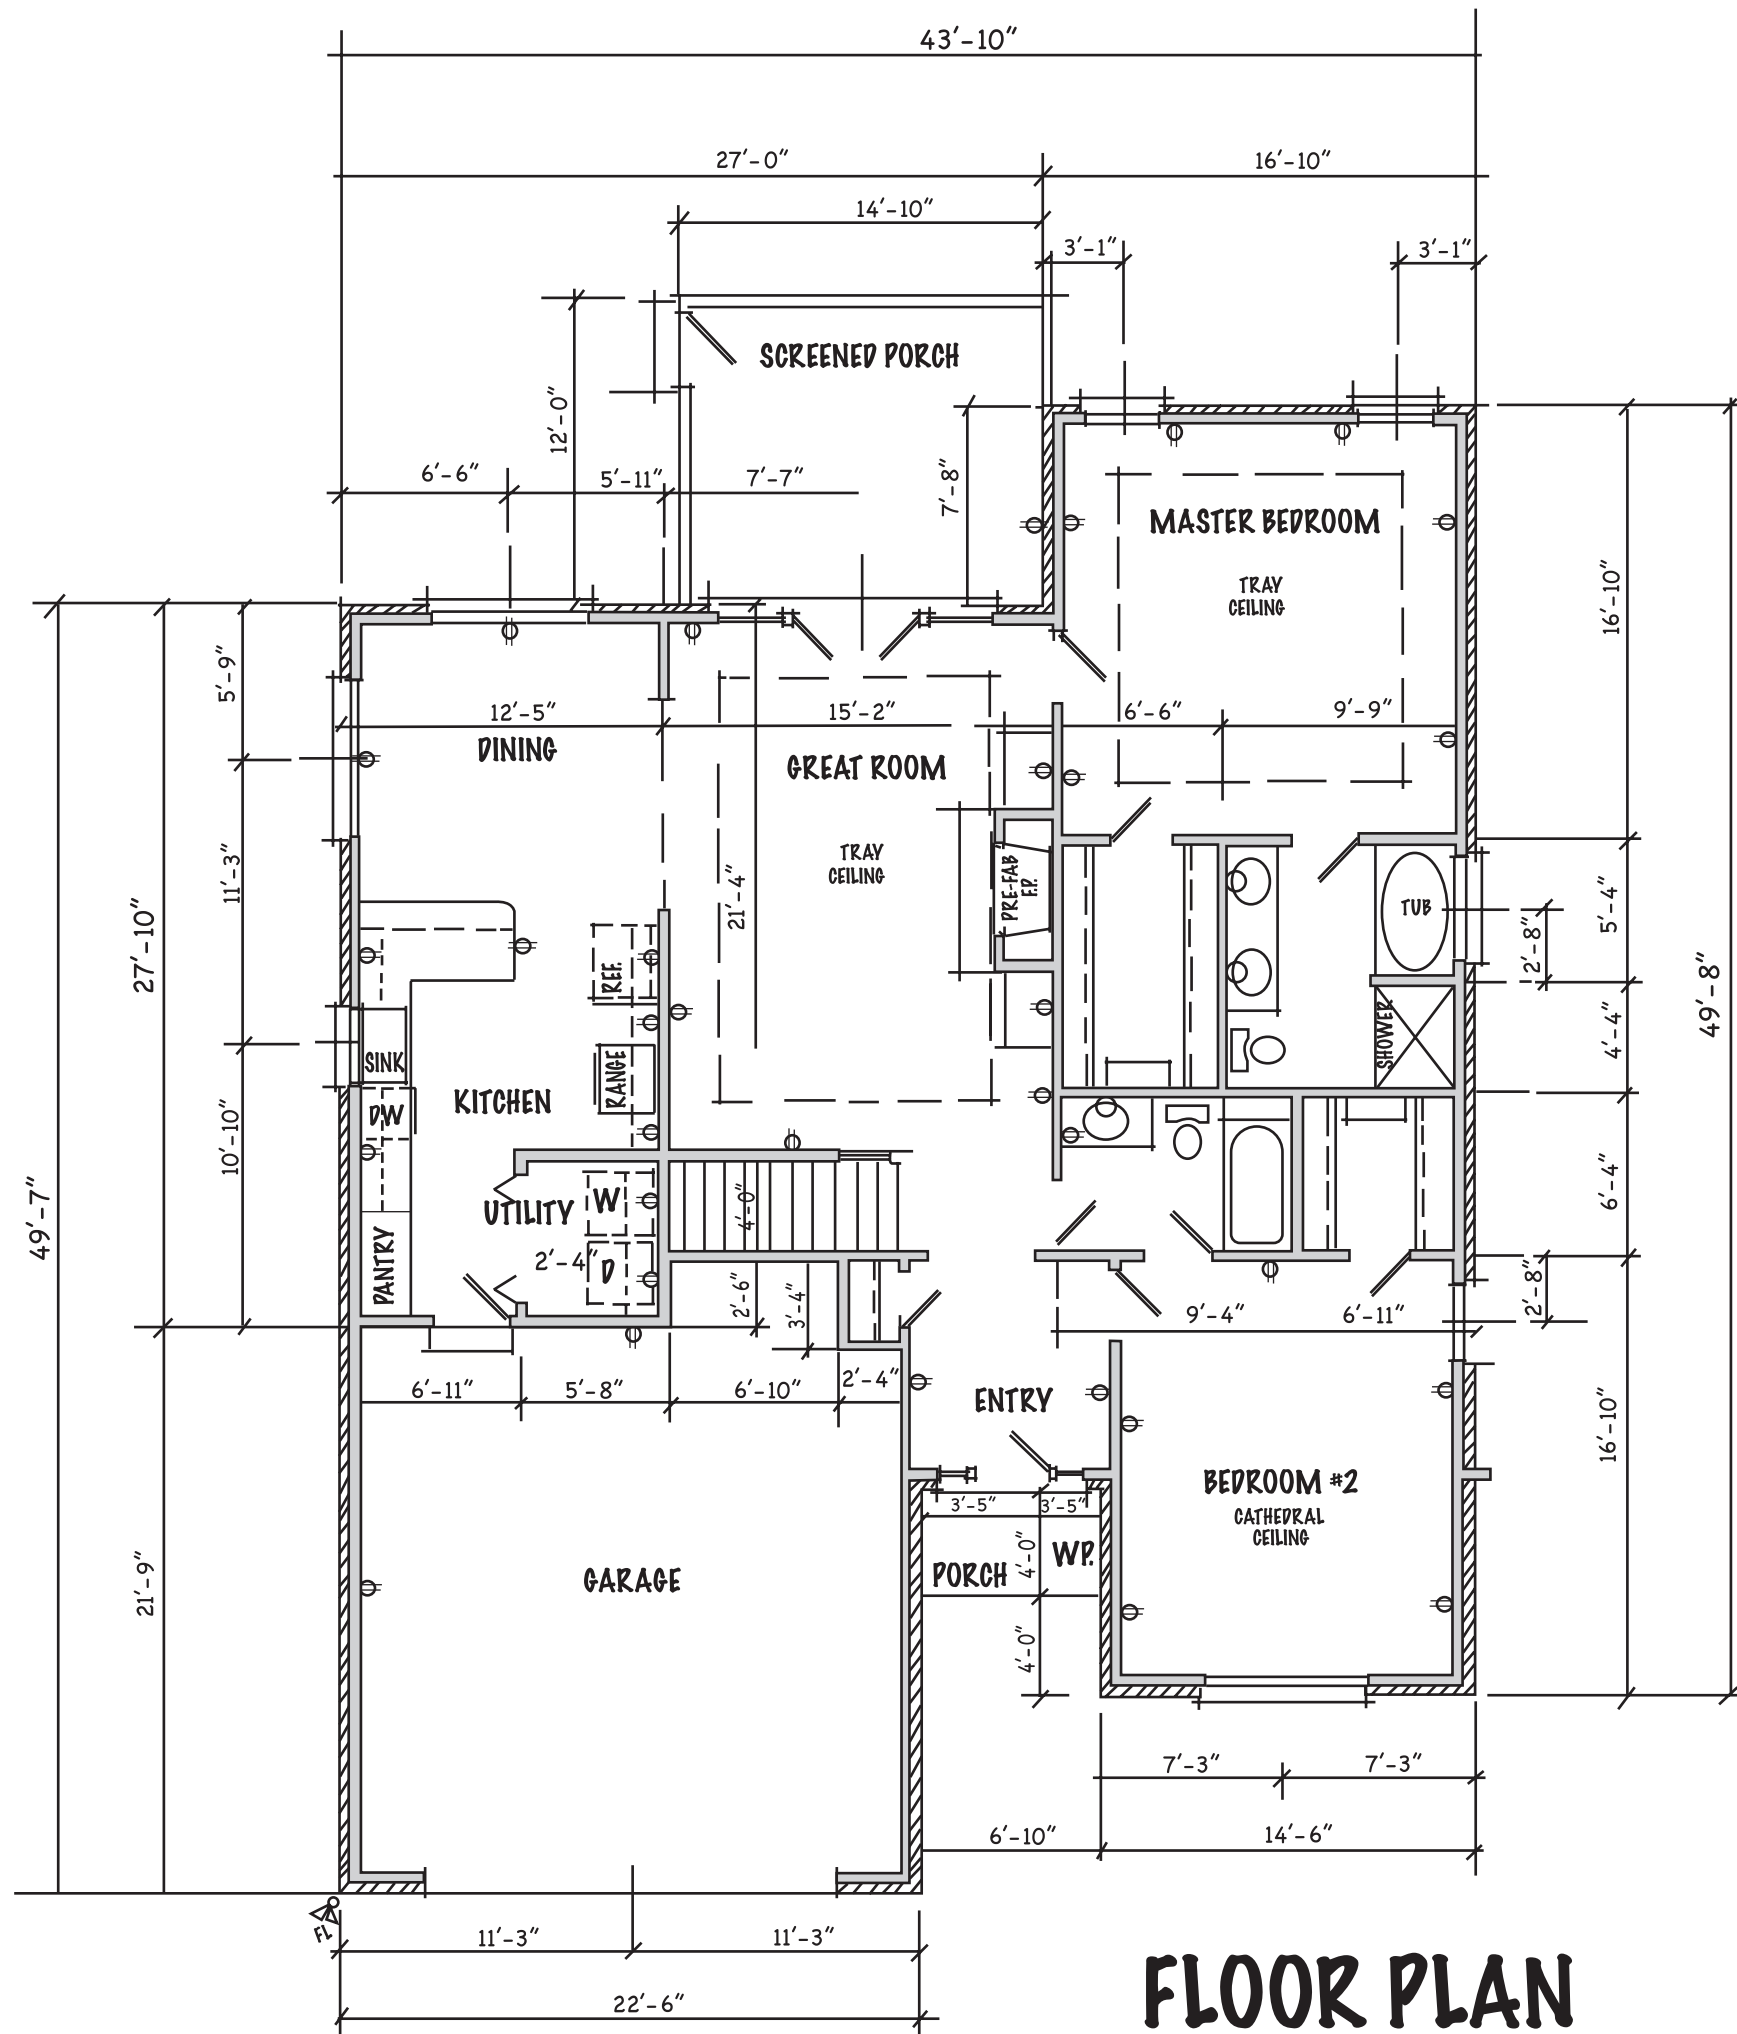 43'-10"
27'-0"
16'-10"
14'-10"
3'-1"
3'-1"
SCREENED PORCH
12'-0"
6'-6"
5'-11"
7'-7"
7'-8"
MASTER BEDROOM
TRAY
CEILING
16'-10"
5'-9"
12'-5"
15'-2"
6'-6"
9'-9"
DINING
GREAT ROOM
TRAY
CEILING
11'-3"
21'-4"
PRE-FAB
F.P.
TUB
5'-4"
2'-8"
27'-10"
49'-8"
REF.
SINK
RANGE
SHOWER
4'-4"
KITCHEN
DW
10'-10"
49'-7"
UTILITY
W
4'-0"
6'-4"
2'-4"
D
PANTRY
2'-6"
3'-4"
2'-8"
9'-4"
6'-11"
6'-11"
5'-8"
6'-10"
2'-4"
ENTRY
16'-10"
BEDROOM #2
CATHEDRAL
CEILING
3'-5"
3'-5"
4'-0"
WP.
PORCH
21'-9"
GARAGE
4'-0"
7'-3"
7'-3"
6'-10"
14'-6"
FL
11'-3"
11'-3"
22'-6"
FLOOR PLAN